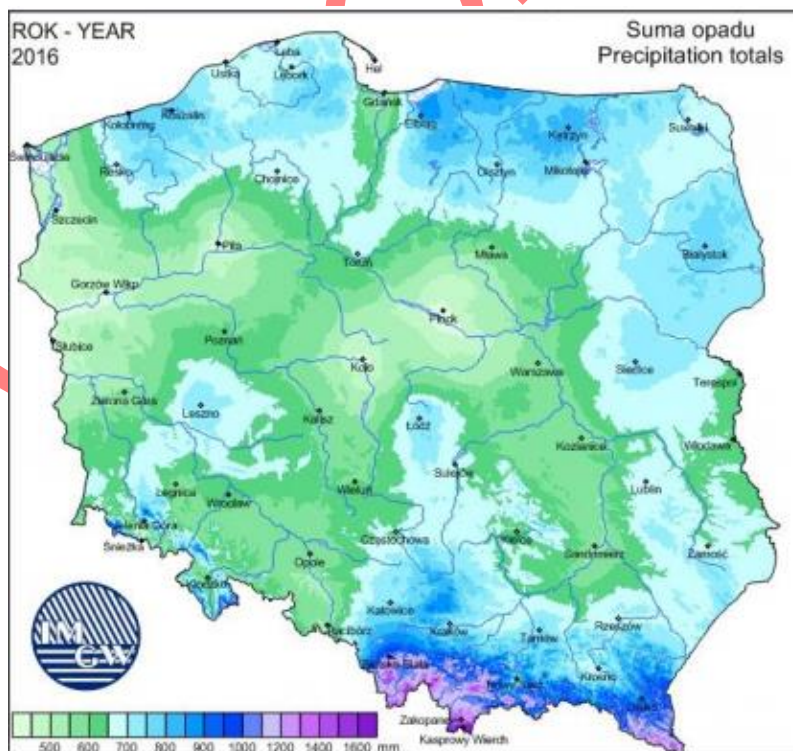 ROK - YEAR
2016
Suma opadu
Precipitation totals
Łeba
Ustka
Lębork
Hel
Gdańsk
Kołobrzeg
Koszalin
Elbląg
Kętrzyn
Suwałki
Świnoujście
Resko
Chojnice
Olsztyn
Mikołajki
Szczecin
Piła
Toruń
Mława
Białystok
Gorzów Wlkp
Płock
Słubice
Poznań
Koło
Warszawa
Siedlce
Terespol
Zielona Góra
Leszno
Kalisz
Łódź
Kozienice
Włodawa
Sulejów
Legnica
Wrocław
Wieluń
Lublin
Jelenia Góra
Śnieżka
Częstochowa
Kielce
Opole
Sandomierz
Zamość
Kłodzko
Katowice
Racibórz
Kraków
Tarnów
Rzeszów
Bielsko Biała
Nowy Sącz
Krosno
Lesko
Zakopane
Kasprowy Wierch
IM
GW
500 600 700 800 900 1000 1200 1400 1600 mm